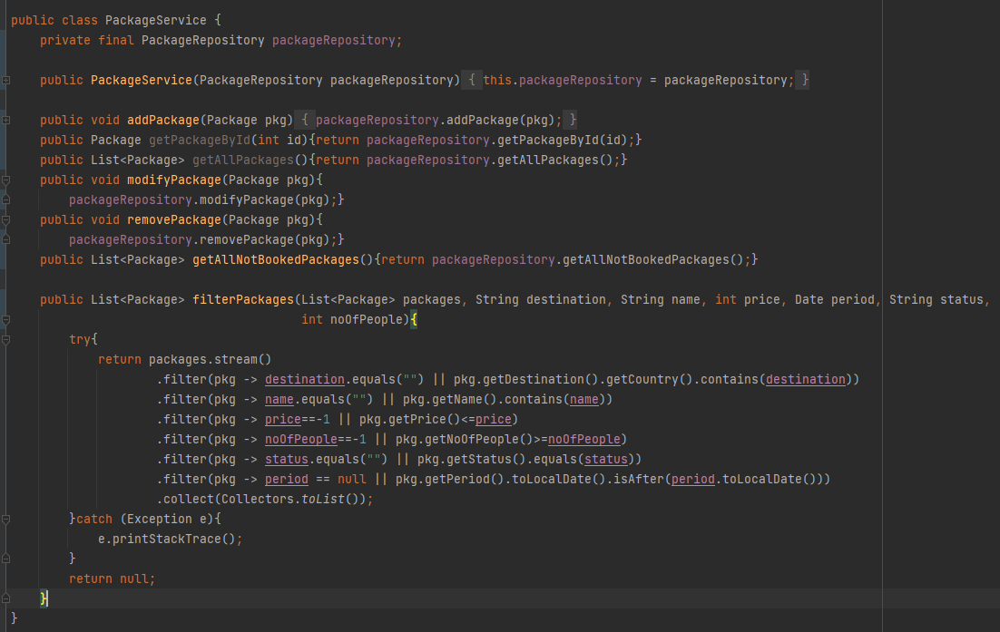 public class PackageService {
    private final PackageRepository packageRepository;

    public PackageService(PackageRepository packageRepository) { this.packageRepository = packageRepository; }

    public void addPackage(Package pkg) { packageRepository.addPackage(pkg); }
    public Package getPackageById(int id){return packageRepository.getPackageById(id);}
    public List<Package> getAllPackages(){return packageRepository.getAllPackages();}
    public void modifyPackage(Package pkg){
        packageRepository.modifyPackage(pkg);}
    public void removePackage(Package pkg){
        packageRepository.removePackage(pkg);}
    public List<Package> getAllNotBookedPackages(){return packageRepository.getAllNotBookedPackages();}

    public List<Package> filterPackages(List<Package> packages, String destination, String name, int price, Date period, String status,
                                        int noOfPeople){
        try{
            return packages.stream()
                    .filter(pkg -> destination.equals("") || pkg.getDestination().getCountry().contains(destination))
                    .filter(pkg -> name.equals("") || pkg.getName().contains(name))
                    .filter(pkg -> price==-1 || pkg.getPrice()<=price)
                    .filter(pkg -> noOfPeople==-1 || pkg.getNoOfPeople()>=noOfPeople)
                    .filter(pkg -> status.equals("") || pkg.getStatus().equals(status))
                    .filter(pkg -> period == null || pkg.getPeriod().toLocalDate().isAfter(period.toLocalDate()))
                    .collect(Collectors.toList());
        }catch (Exception e){
            e.printStackTrace();
        }
        return null;
    }
}